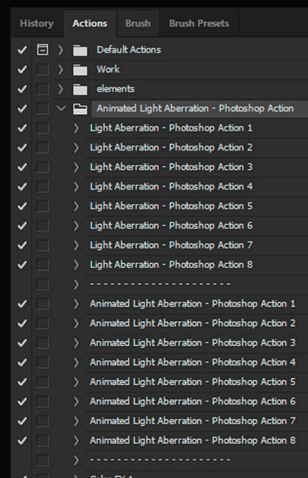 History Actions Brush Brush Presets
Default Actions
Work
elements
Animated Light Aberration - Photoshop Action
Light Aberration - Photoshop Action 1
Light Aberration - Photoshop Action 2
Light Aberration - Photoshop Action 3
Light Aberration - Photoshop Action 4
Light Aberration - Photoshop Action 5
Light Aberration - Photoshop Action 6
Light Aberration - Photoshop Action 7
Light Aberration - Photoshop Action 8
- - - - - - - - - - - - - - - - - - - - -
Animated Light Aberration - Photoshop Action 1
Animated Light Aberration - Photoshop Action 2
Animated Light Aberration - Photoshop Action 3
Animated Light Aberration - Photoshop Action 4
Animated Light Aberration - Photoshop Action 5
Animated Light Aberration - Photoshop Action 6
Animated Light Aberration - Photoshop Action 7
Animated Light Aberration - Photoshop Action 8
- - - - - - - - - - - - - - - - - - - - -